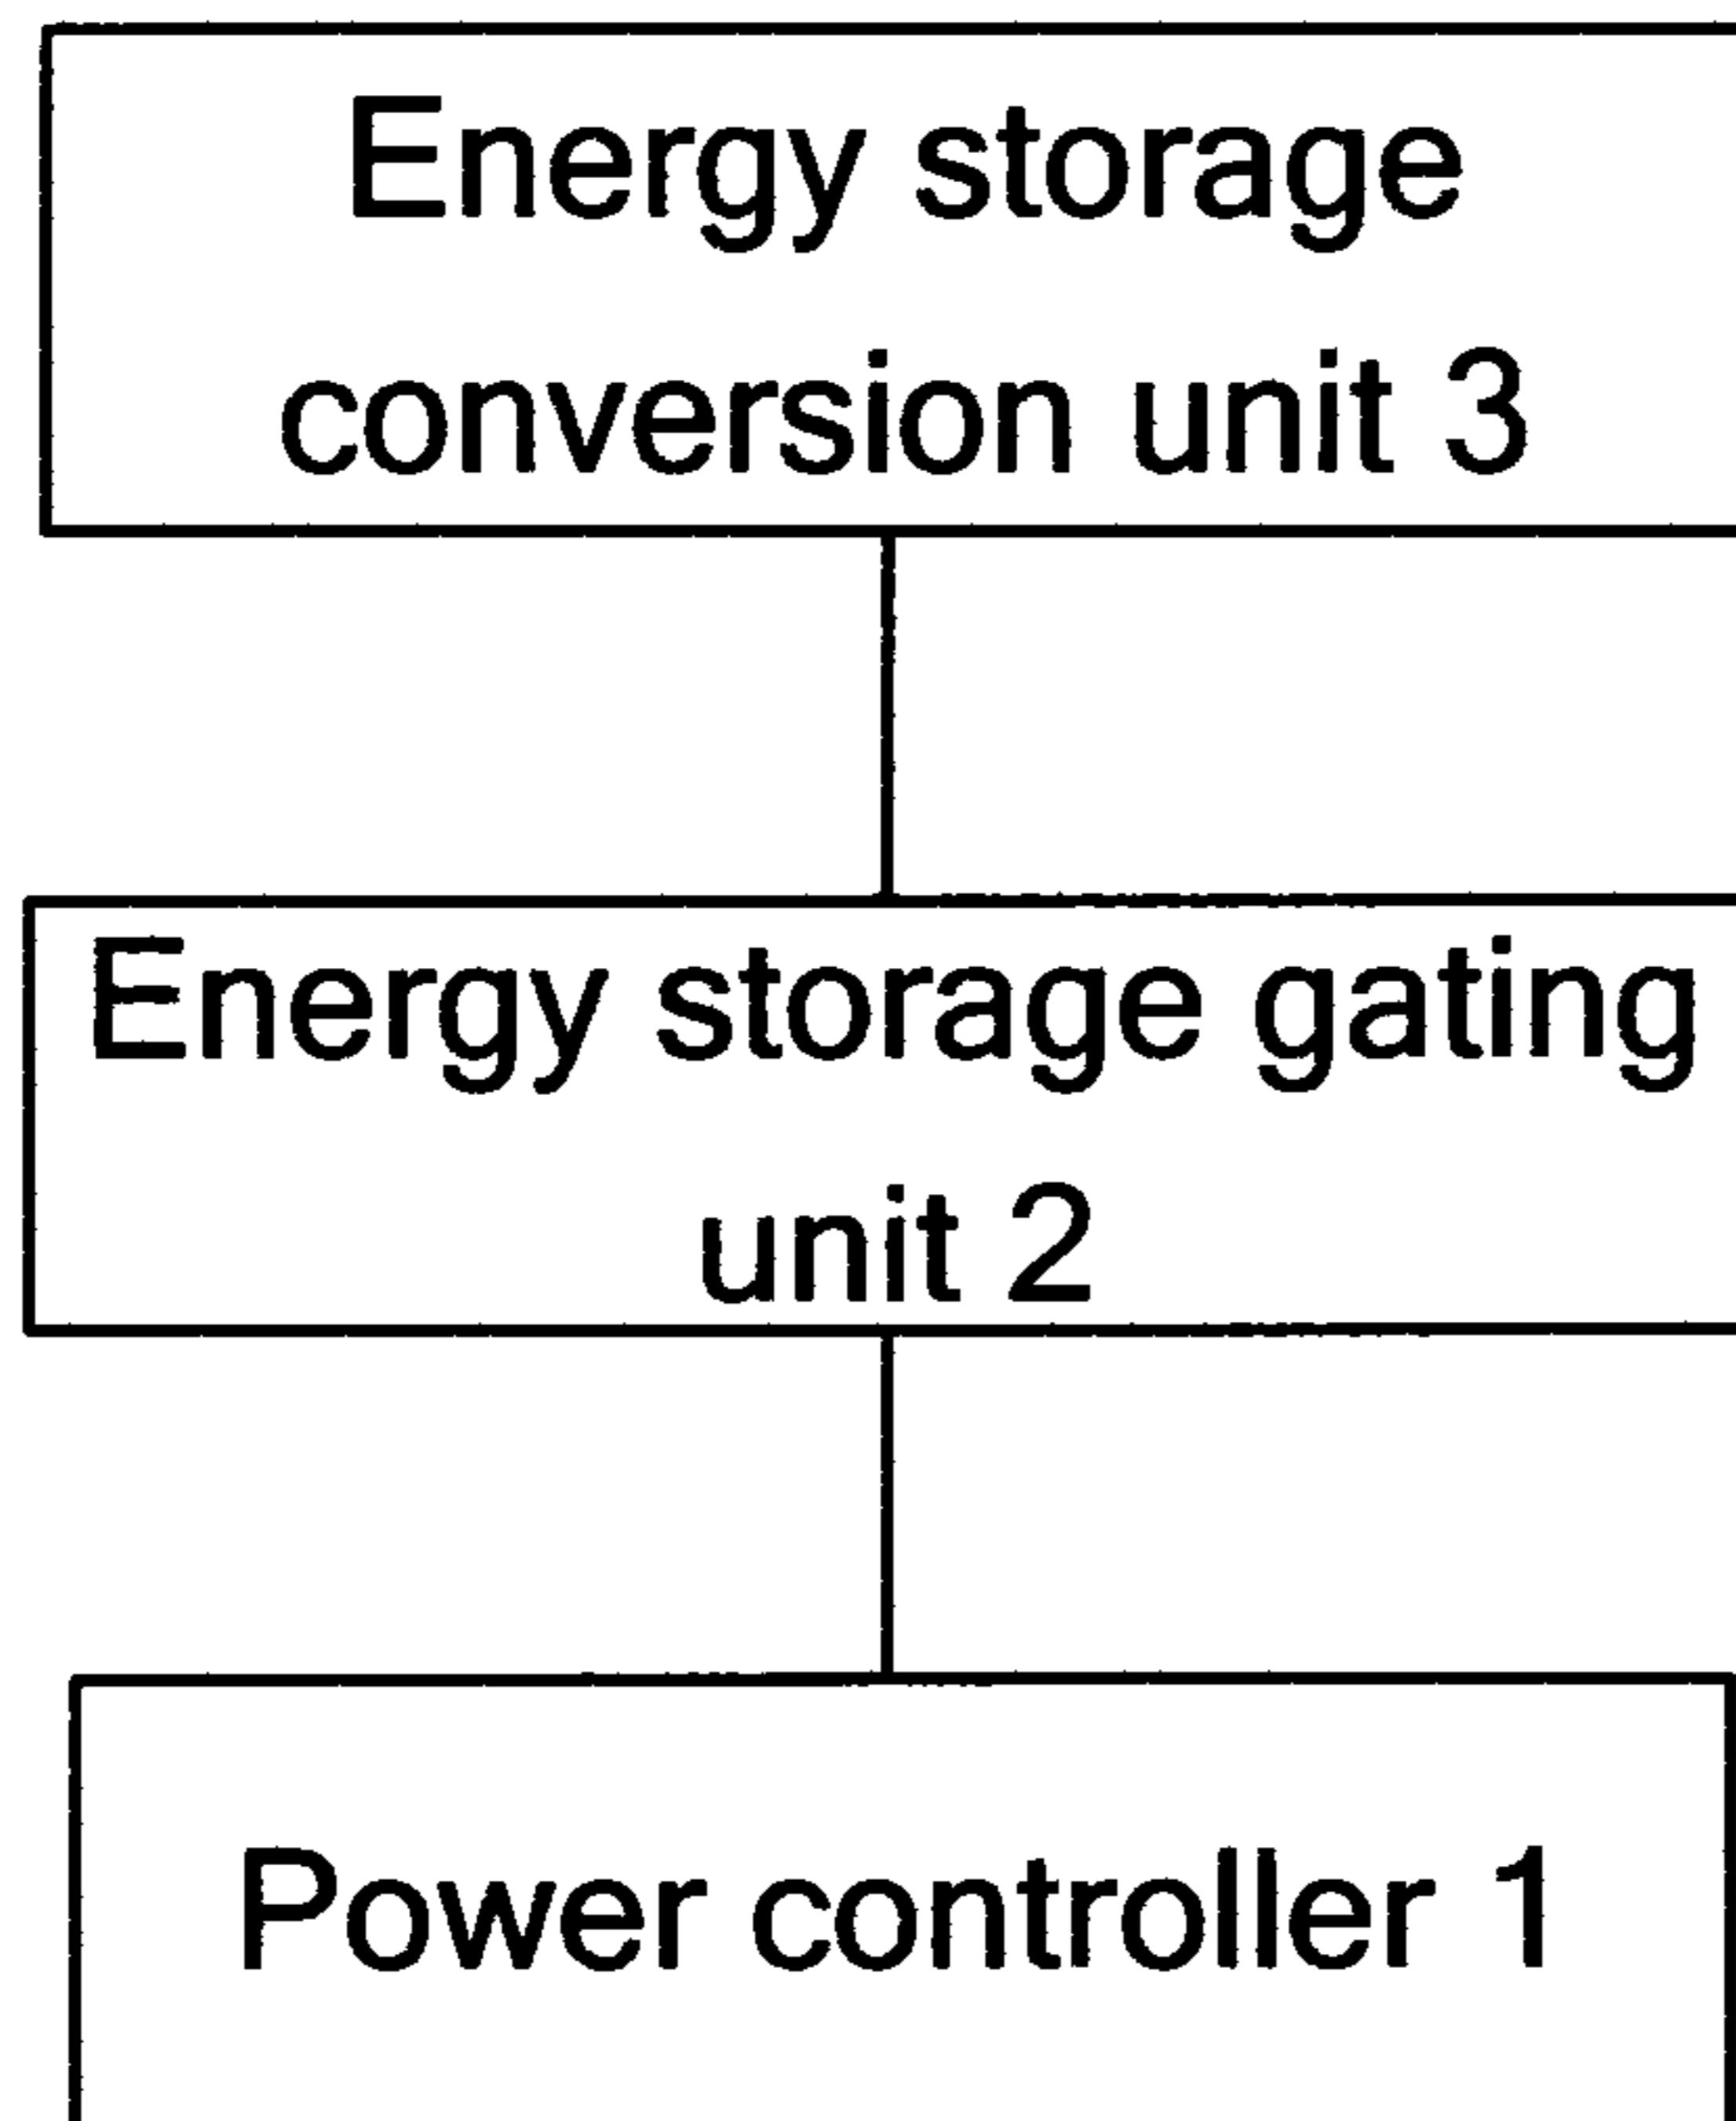 Energy storage
conversion unit 3
Energy storage gating
unit 2
Power controller 1